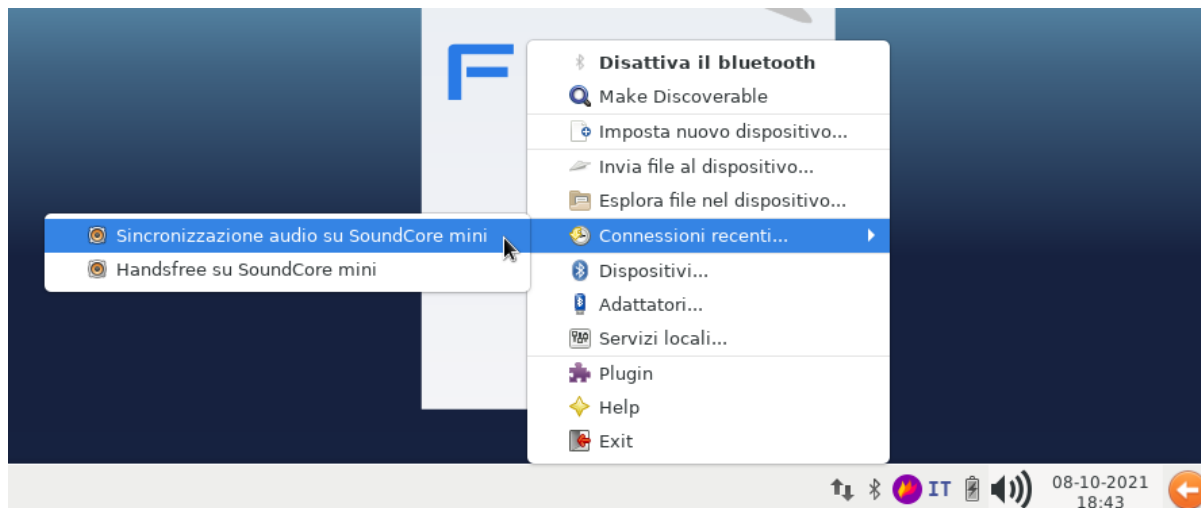 F
Disattiva il bluetooth
Make Discoverable
Imposta nuovo dispositivo...
Invia file al dispositivo...
Esplora file nel dispositivo...
Connessioni recenti...
Sincronizzazione audio su SoundCore mini
Handsfree su SoundCore mini
Dispositivi...
Adattatori...
Servizi locali...
Plugin
Help
Exit
IT
08-10-2021
18:43